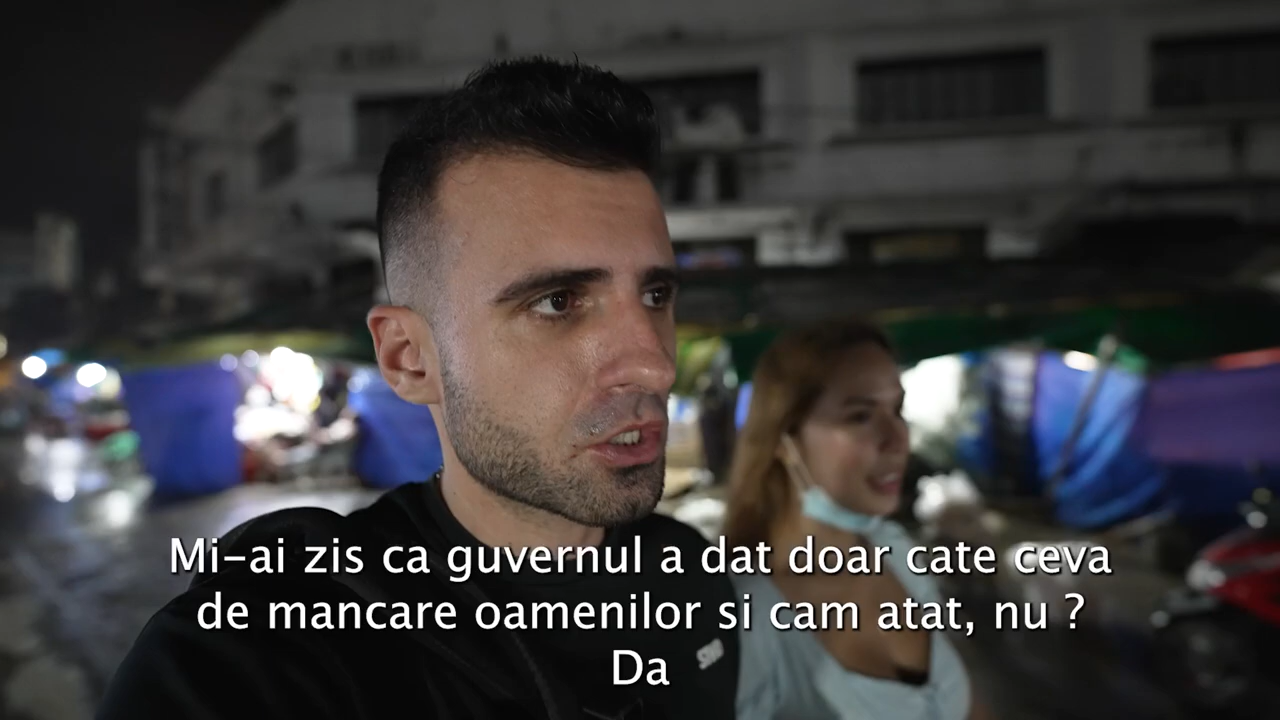 Mi-ai zis ca guvernul a dat doar cate ceva
de mancare oamenilor si cam atat, nu ?
Da